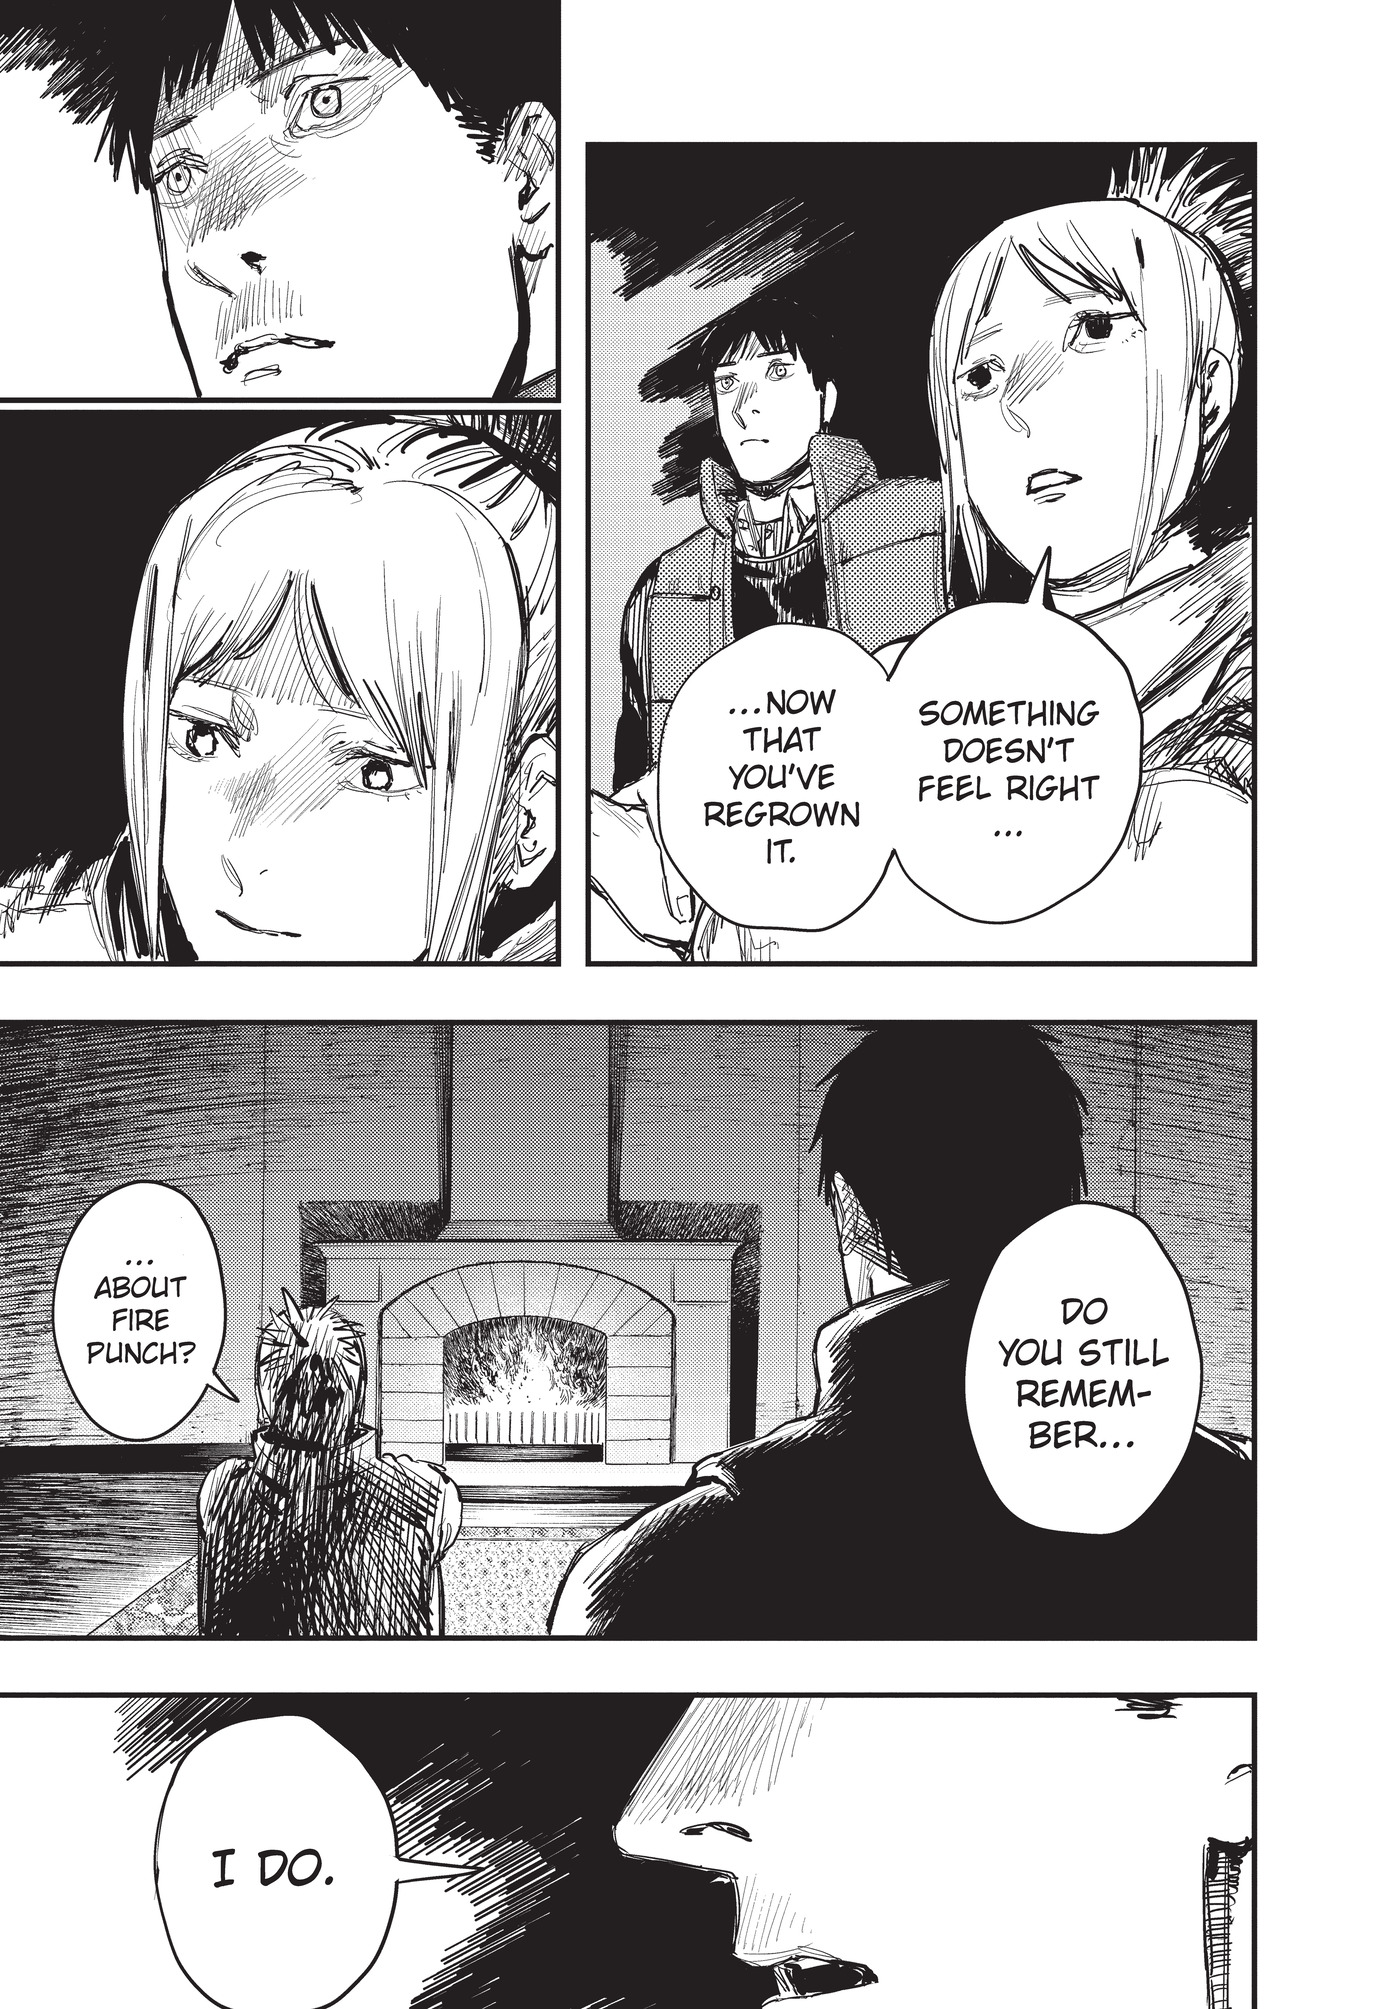 SOMETHING
DOESN'T
FEEL RIGHT
...
...NOW
THAT
YOU'VE
REGROWN
IT.
DO
YOU STILL
REMEM-
BER...
...
ABOUT
FIRE
PUNCH?
I DO.